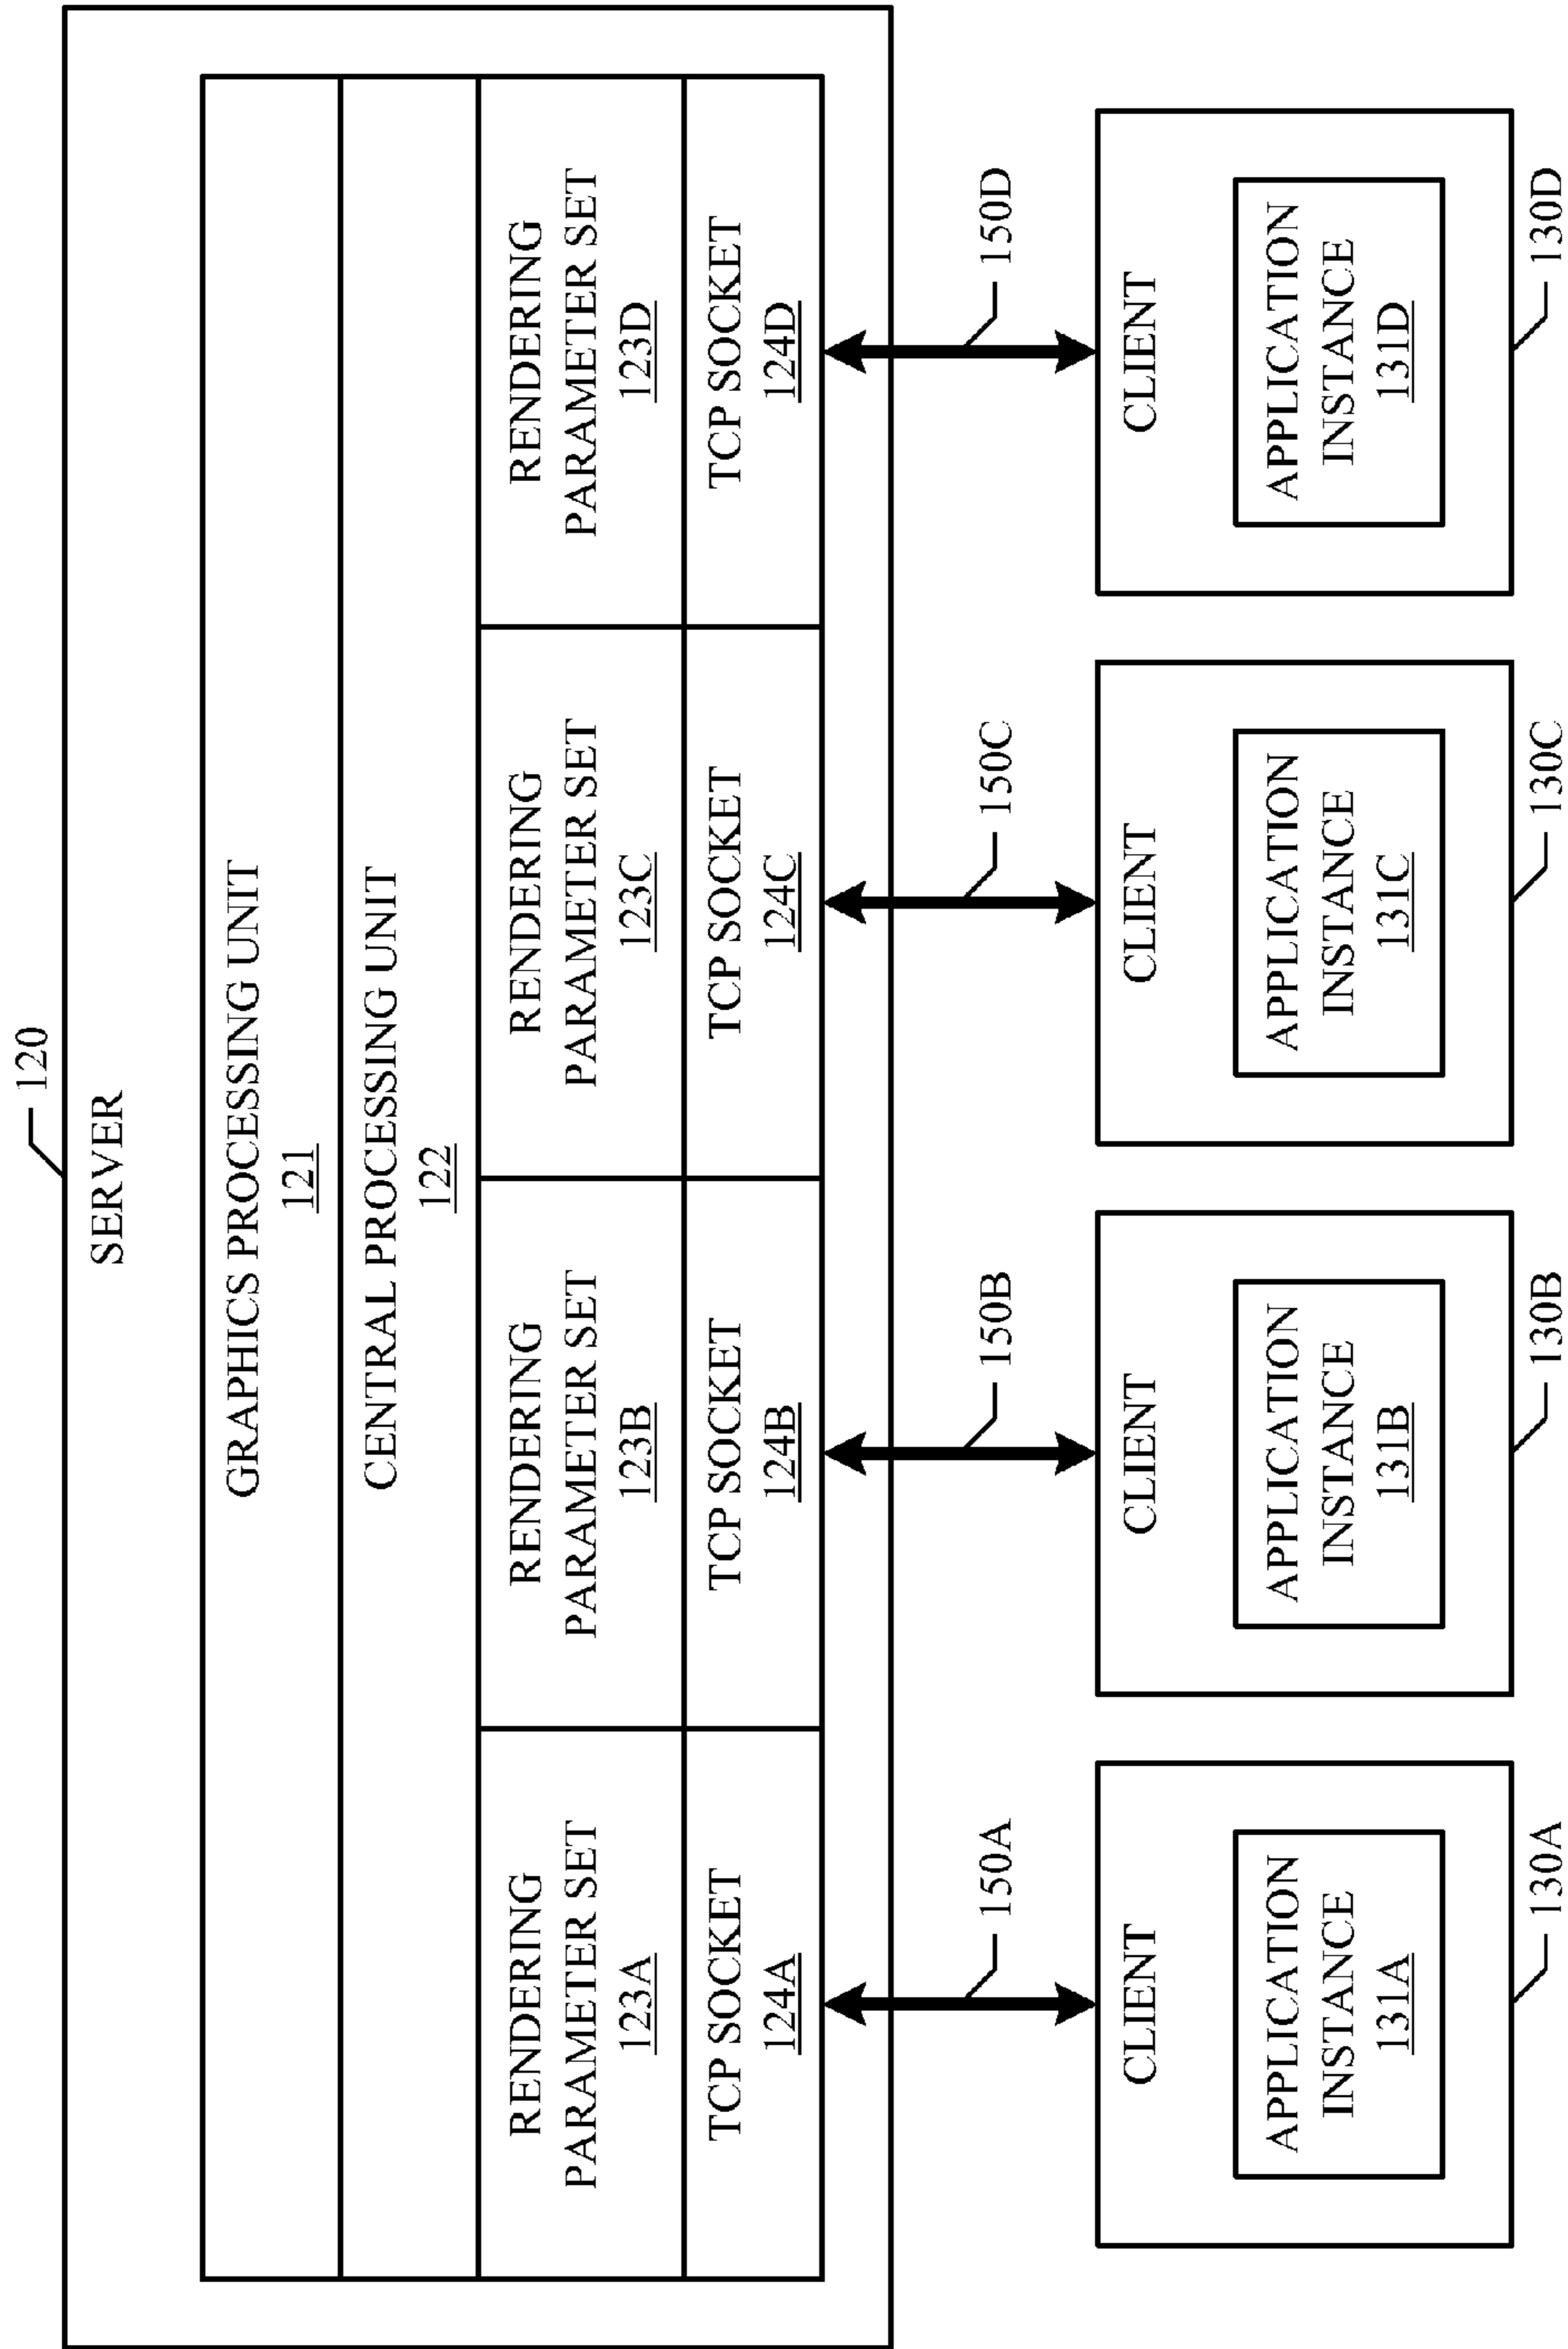 120
SERVER
GRAPHICS PROCESSING UNIT
121
CENTRAL PROCESSING UNIT
122
RENDERING
PARAMETER SET
123A
RENDERING
PARAMETER SET
123B
RENDERING
PARAMETER SET
123C
RENDERING
PARAMETER SET
123D
TCP SOCKET
124A
TCP SOCKET
124B
TCP SOCKET
124C
TCP SOCKET
124D
150A
150B
150C
150D
CLIENT
APPLICATION
INSTANCE
131A
130A
CLIENT
APPLICATION
INSTANCE
131B
130B
CLIENT
APPLICATION
INSTANCE
131C
130C
CLIENT
APPLICATION
INSTANCE
131D
130D